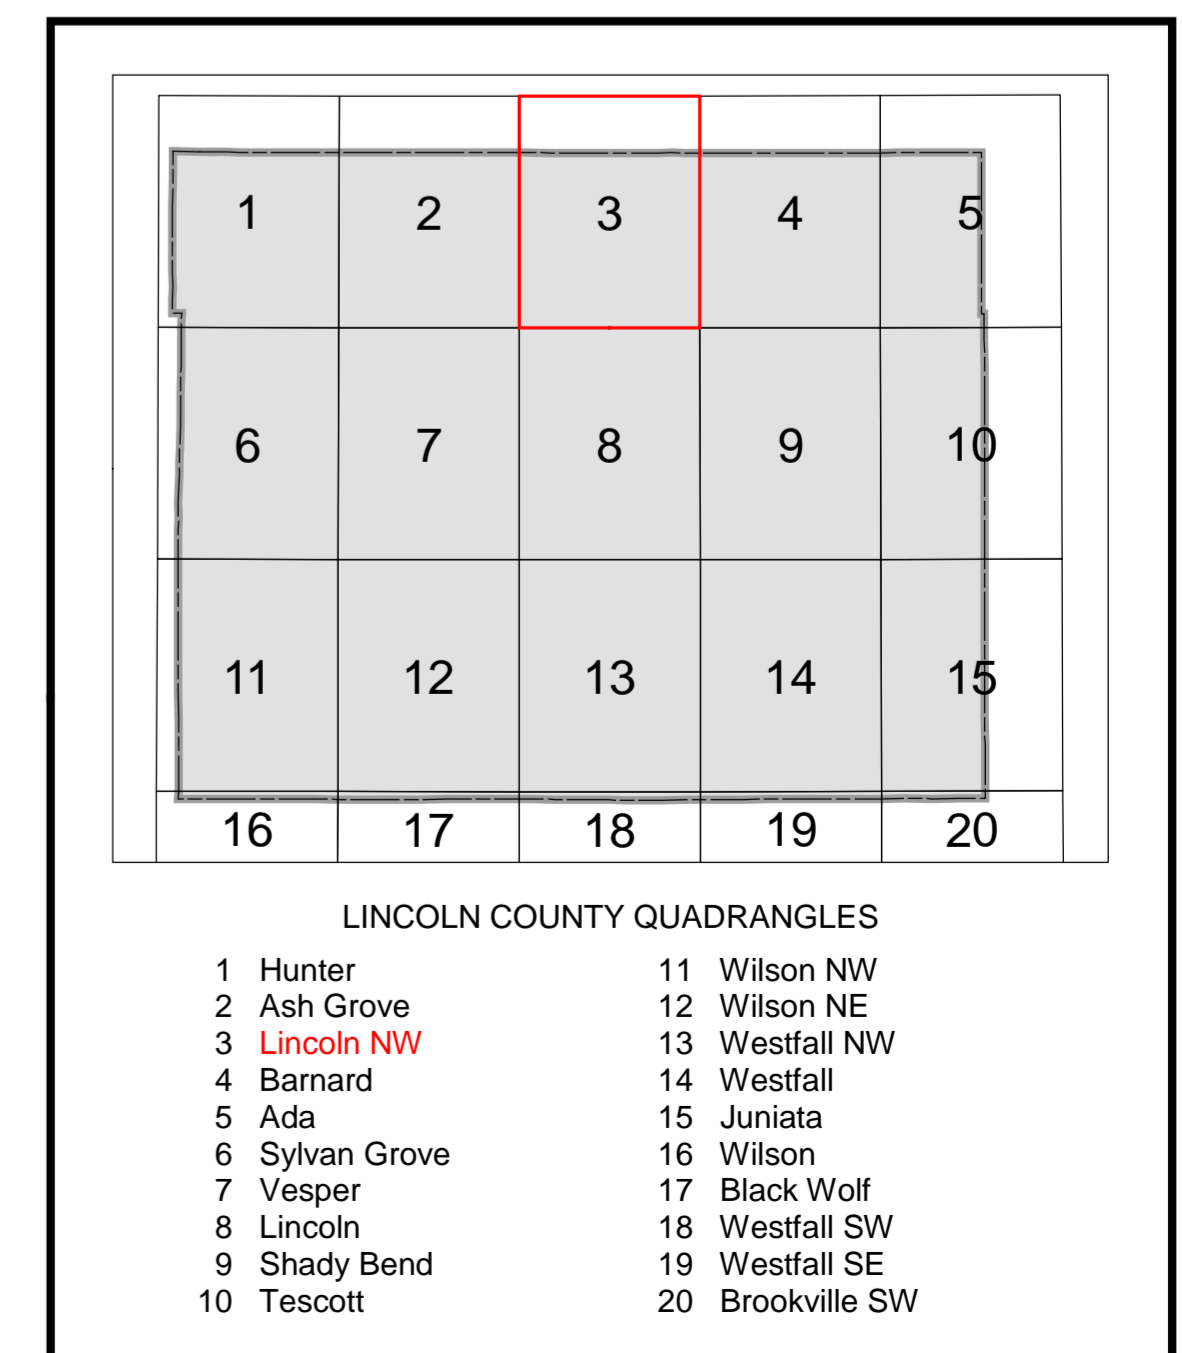 1 2 3 4 5
6 7 8 9 10
11 12 13 14 15
16 17 18 19 20
LINCOLN COUNTY QUADRANGLES
1 Hunter
2 Ash Grove
3 Lincoln NW
4 Barnard
5 Ada
6 Sylvan Grove
7 Vesper
8 Lincoln
9 Shady Bend
10 Tescott
11 Wilson NW
12 Wilson NE
13 Westfall NW
14 Westfall
15 Juniata
16 Wilson
17 Black Wolf
18 Westfall SW
19 Westfall SE
20 Brookville SW